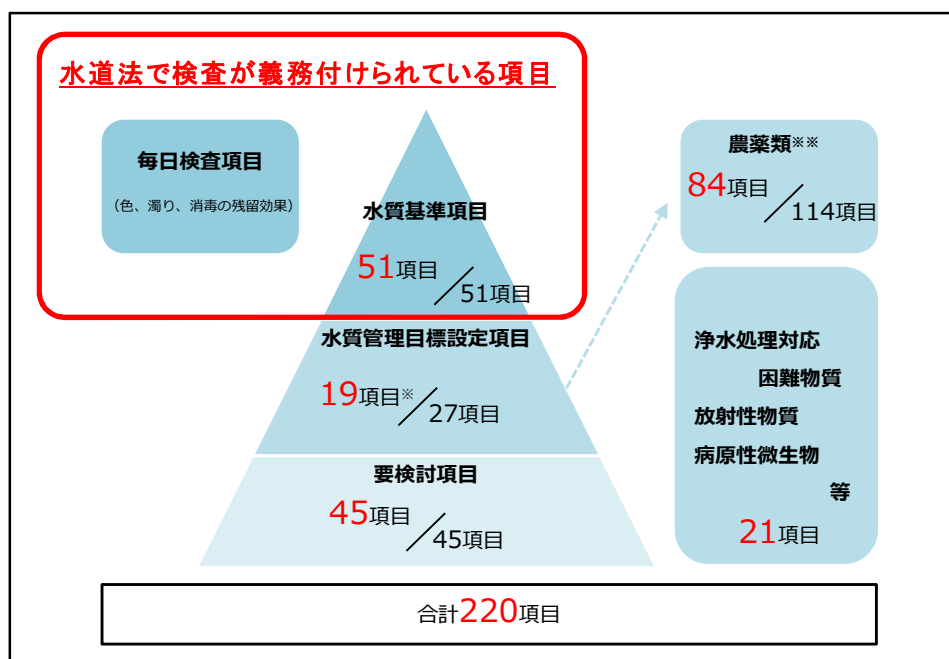 水道法で検査が義務付けられている項目
毎日検査項目
（色、濁り、消毒の残留効果）
水質基準項目
51項目／51項目
水質管理目標設定項目
19項目※／27項目
要検討項目
45項目／45項目
農薬類※※
84項目／114項目
浄水処理対応
困難物質
放射性物質
病原性微生物
等
21項目
合計220項目